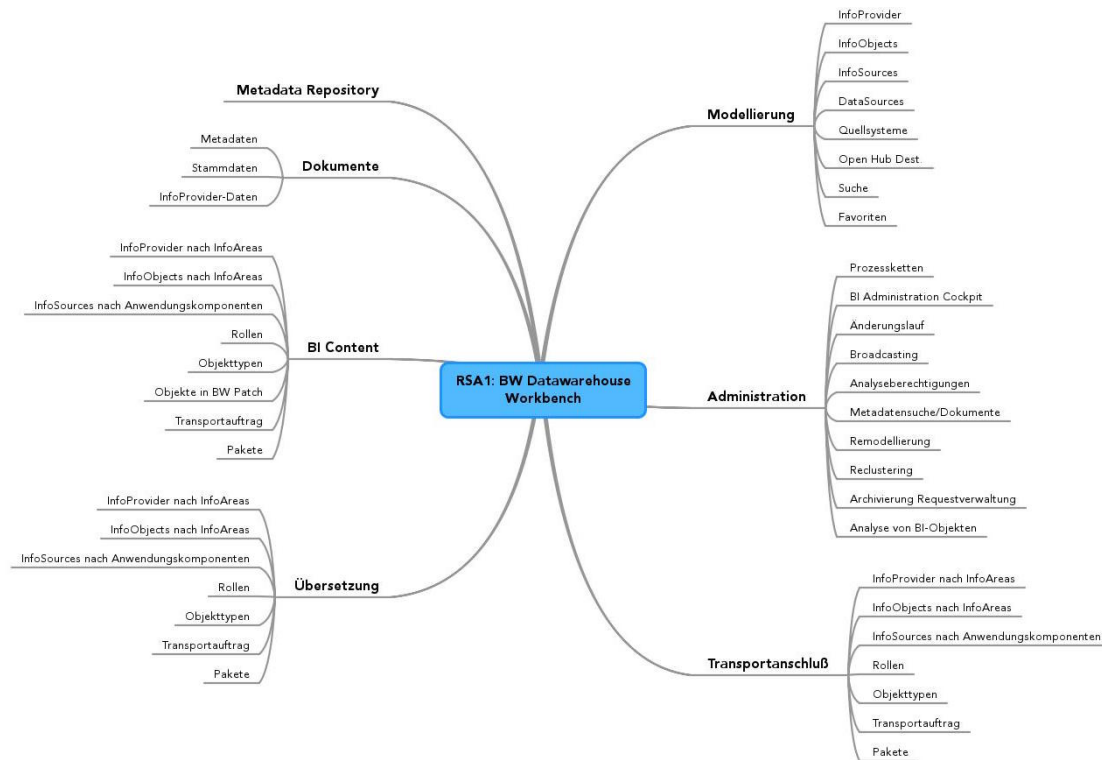 RSA1: BW Datawarehouse
Workbench
Metadata Repository
Dokumente
Metadaten
Stammdaten
InfoProvider-Daten
BI Content
InfoProvider nach InfoAreas
InfoObjects nach InfoAreas
InfoSources nach Anwendungskomponenten
Rollen
Objekttypen
Objekte in BW Patch
Transportauftrag
Pakete
Übersetzung
InfoProvider nach InfoAreas
InfoObjects nach InfoAreas
InfoSources nach Anwendungskomponenten
Rollen
Objekttypen
Transportauftrag
Pakete
Modellierung
InfoProvider
InfoObjects
InfoSources
DataSources
Quellsysteme
Open Hub Dest.
Suche
Favoriten
Administration
Prozessketten
BI Administration Cockpit
Änderungslauf
Broadcasting
Analyseberechtigungen
Metadatensuche/Dokumente
Remodellierung
Reclustering
Archivierung Requestverwaltung
Analyse von BI-Objekten
Transportanschluß
InfoProvider nach InfoAreas
InfoObjects nach InfoAreas
InfoSources nach Anwendungskomponenten
Rollen
Objekttypen
Transportauftrag
Pakete